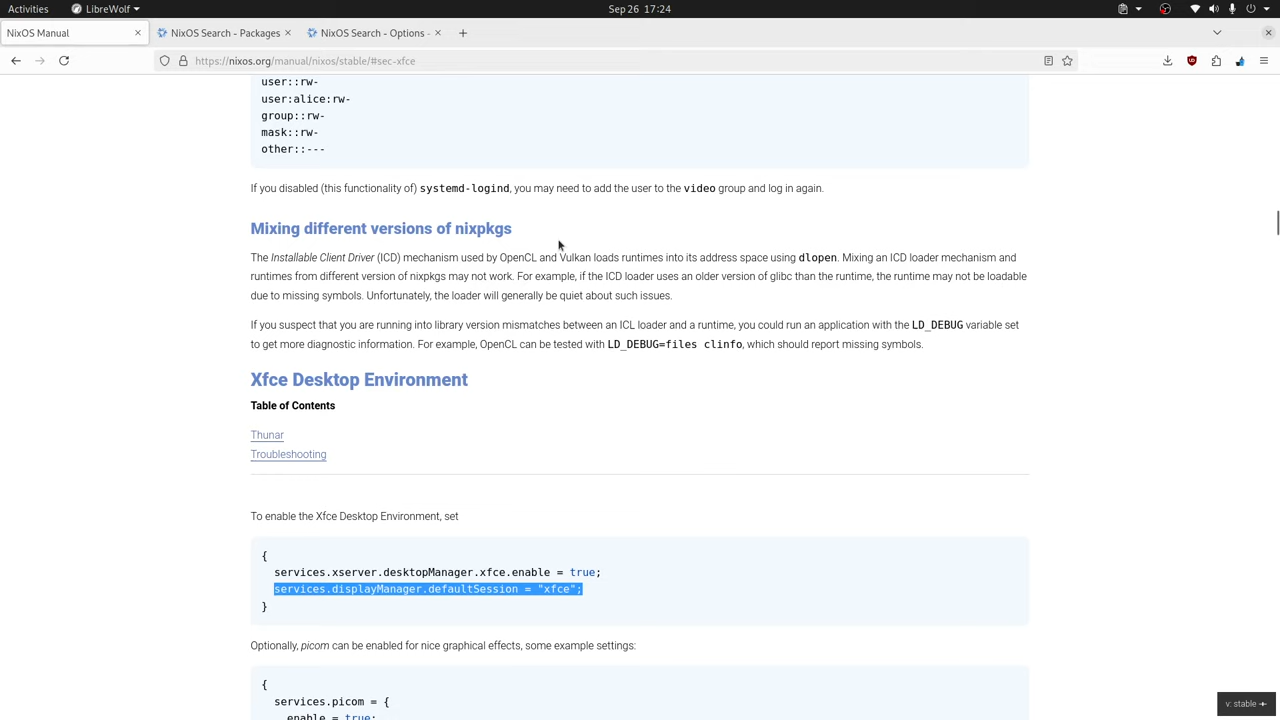 Activities LibreWolf Sep 26 17:24
NixOS Manual NixOS Search - Packages NixOS Search - Options -
https://nixos.org/manual/nixos/stable/#sec-xfce
user::rw-
user:alice:rw-
group::rw-
mask::rw-
other::---
If you disabled (this functionality of) systemd-logind, you may need to add the user to the video group and log in again.
Mixing different versions of nixpkgs
The Installable Client Driver (ICD) mechanism used by OpenCL and Vulkan loads runtimes into its address space using dlopen. Mixing an ICD loader mechanism and
runtimes from different version of nixpkgs may not work. For example, if the ICD loader uses an older version of glibc than the runtime, the runtime may not be loadable
due to missing symbols. Unfortunately, the loader will generally be quiet about such issues.
If you suspect that you are running into library version mismatches between an ICL loader and a runtime, you could run an application with the LD_DEBUG variable set
to get more diagnostic information. For example, OpenCL can be tested with LD_DEBUG=files clinfo, which should report missing symbols.
Xfce Desktop Environment
Table of Contents
Thunar
Troubleshooting
To enable the Xfce Desktop Environment, set
{
services.xserver.desktopManager.xfce.enable = true;
services.displayManager.defaultSession = "xfce";
}
Optionally, picom can be enabled for nice graphical effects, some example settings:
{
services.picom = {
enable = true;
v: stable